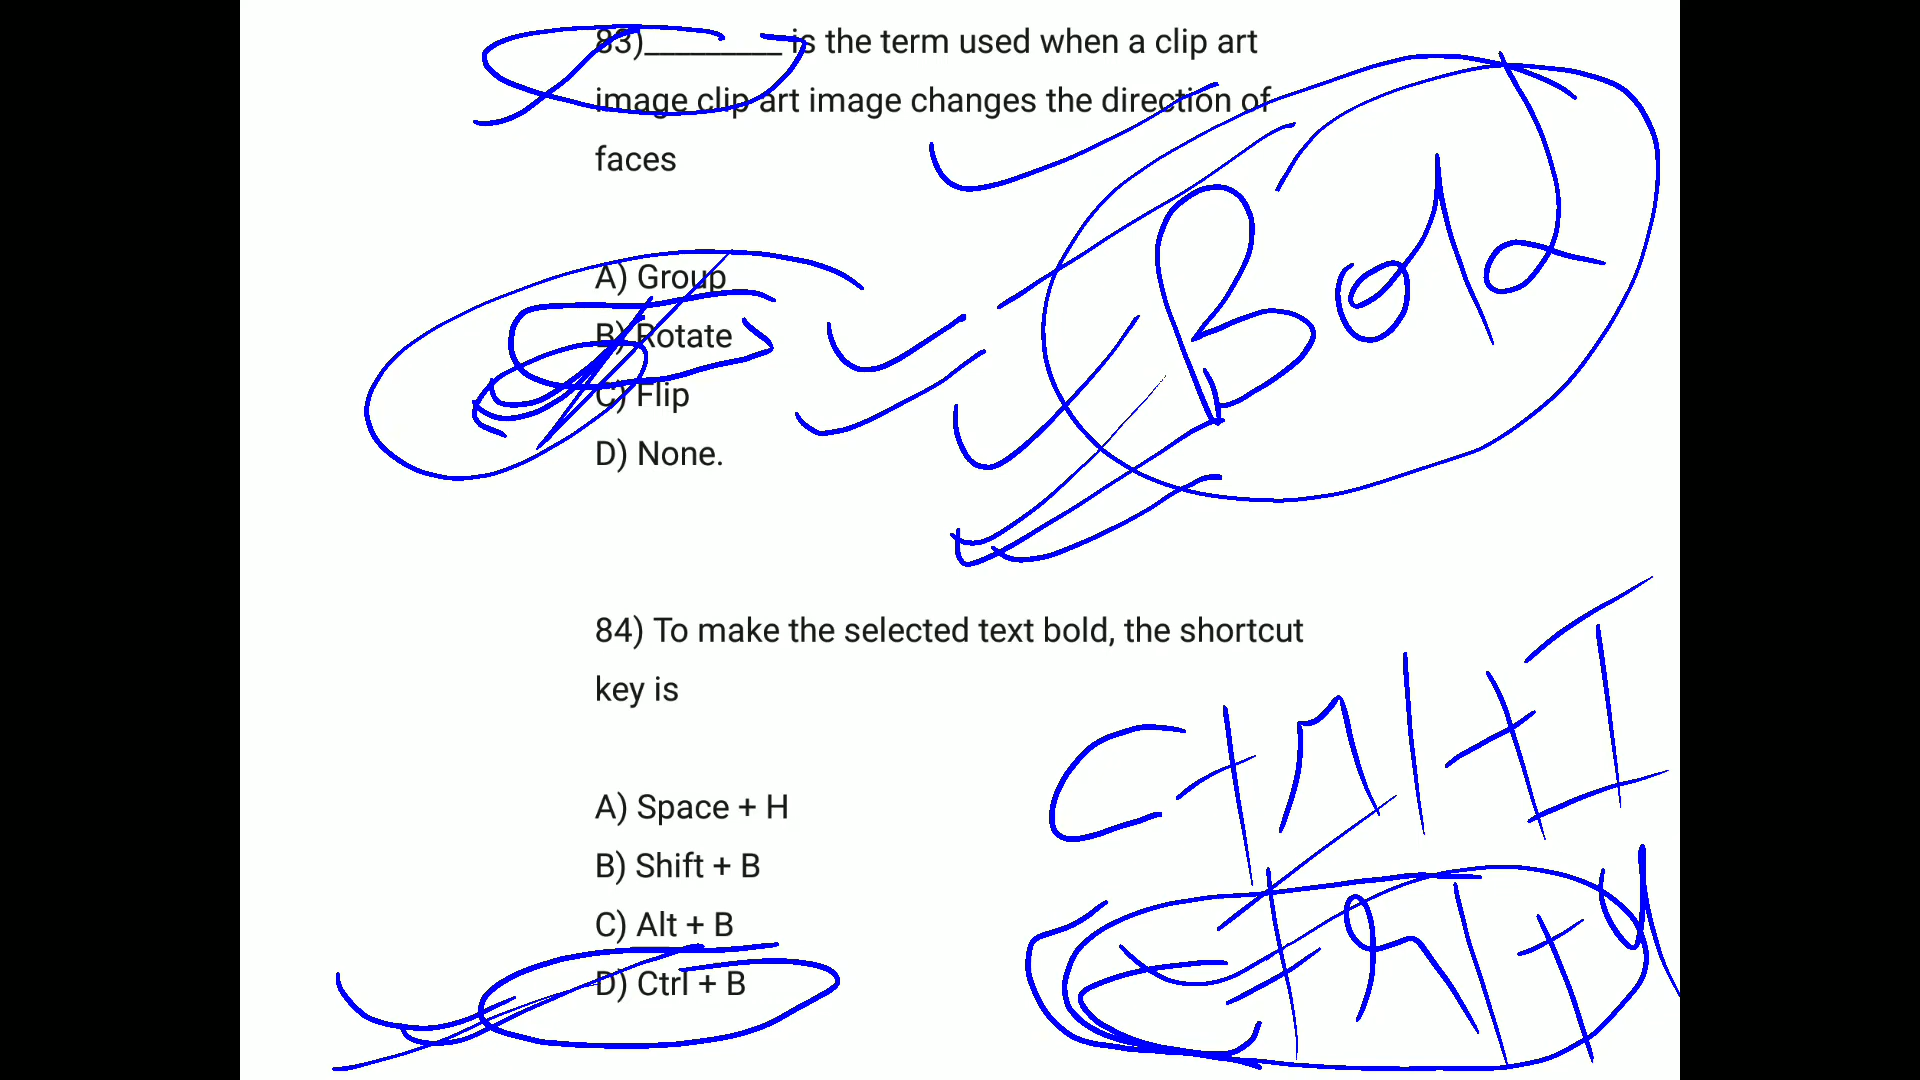 83)_________ is the term used when a clip art
image clip art image changes the direction of
faces
A) Group
B) Rotate
C) Flip
D) None.
Bold
84) To make the selected text bold, the shortcut
key is
Ctrl + I
A) Space + H
B) Shift + B
C) Alt + B
D) Ctrl + B
Ctrl + U